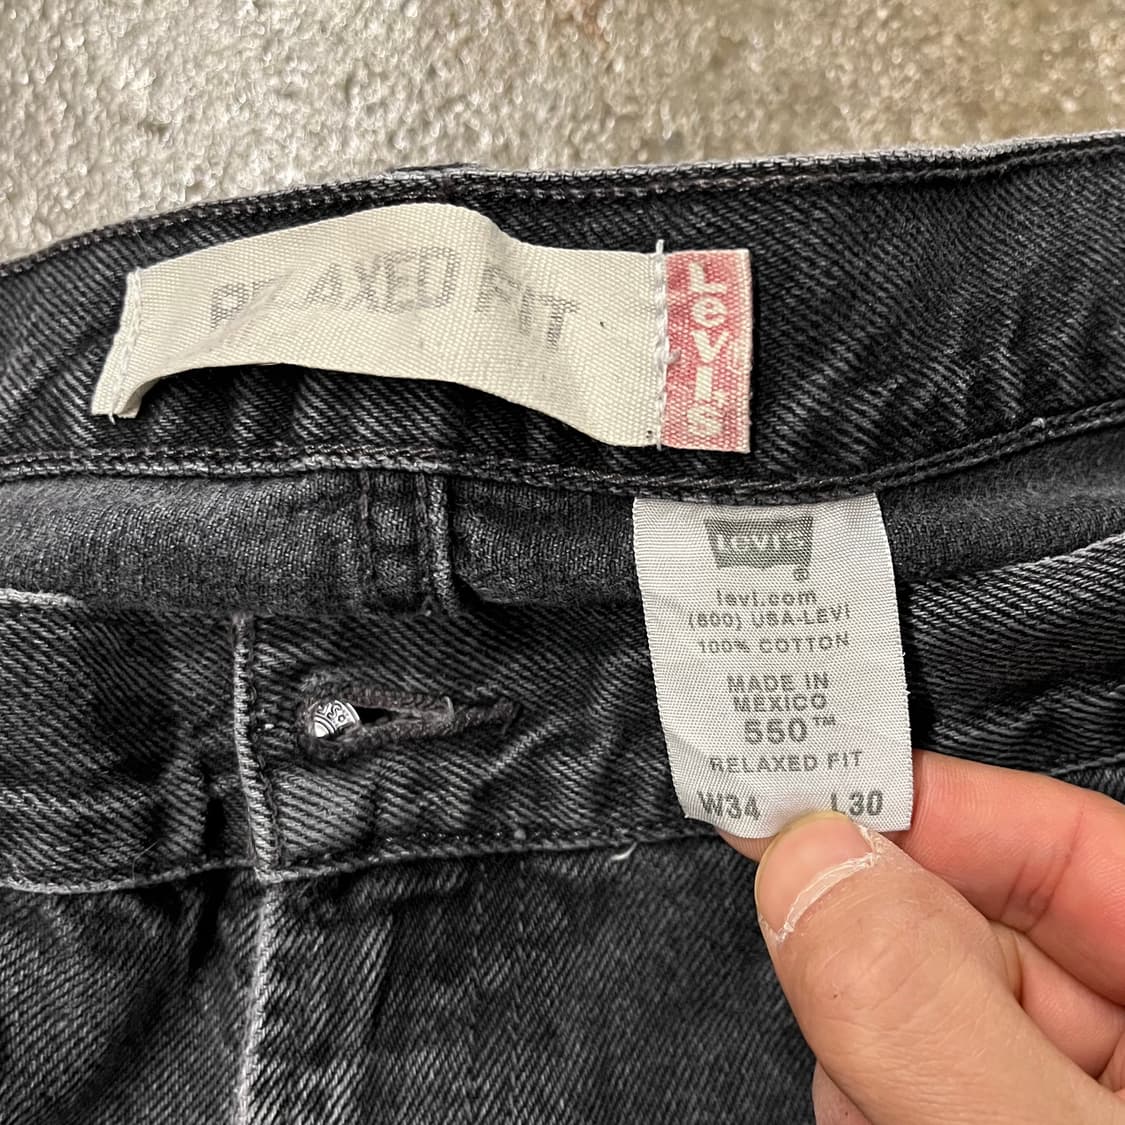 RELAXED FIT
Levi's
LEVI'S
®
levi.com
(800) USA-LEVI
100% COTTON
MADE IN
MEXICO
550™
RELAXED FIT
W34 L30